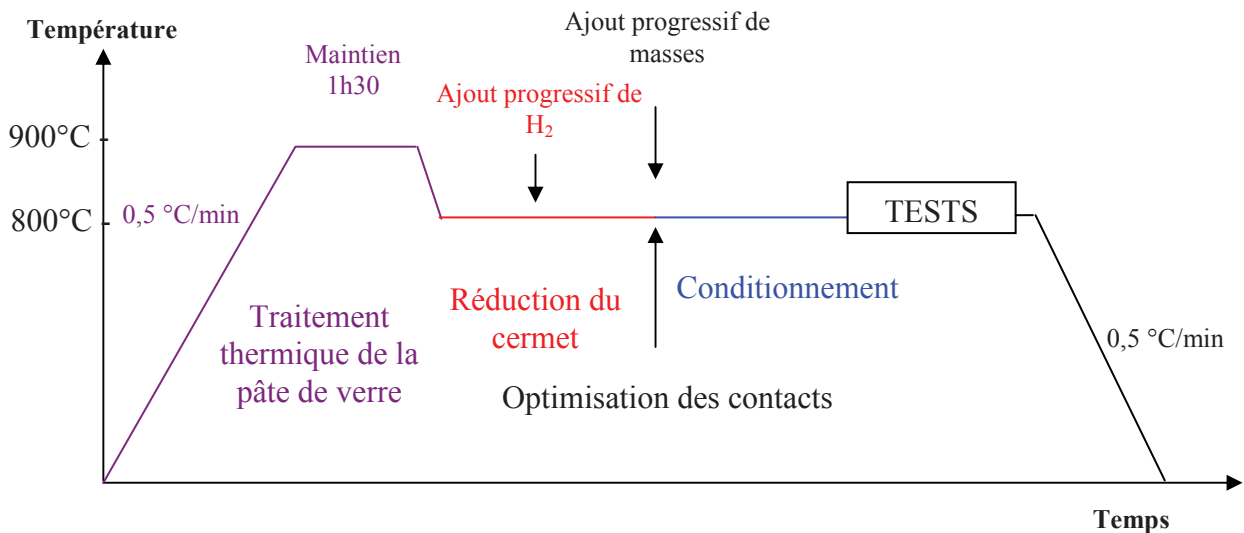 Température
Ajout progressif de
masses
Maintien
1h30
Ajout progressif de
H₂
900°C
800°C
0,5 °C/min
TESTS
Traitement
thermique de la
pâte de verre
Réduction du
cermet
Conditionnement
0,5 °C/min
Optimisation des contacts
Temps